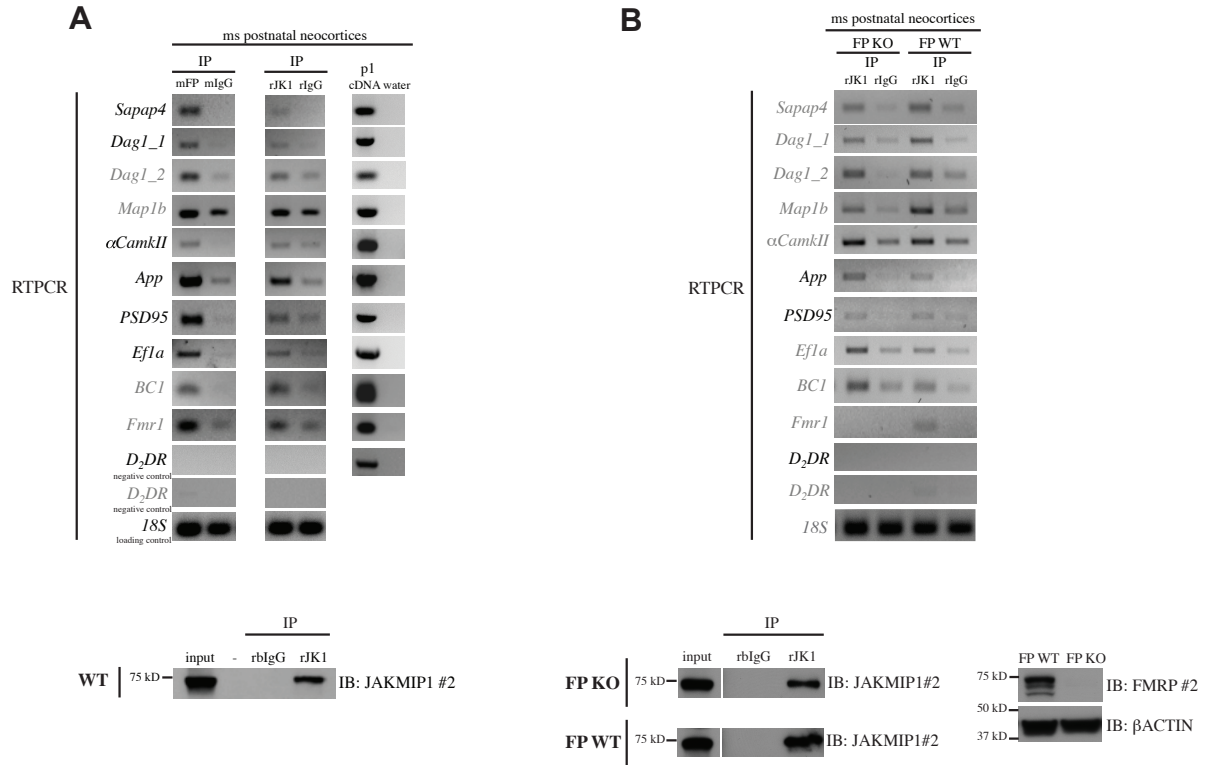 A
ms postnatal neocortices
IP
IP
p1
mFP mIgG
rJK1 rIgG
cDNA water
RTPCR
Sapap4
Dag1_1
Dag1_2
Map1b
αCamkII
App
PSD95
Ef1a
BC1
Fmr1
D2DR
negative control
D2DR
negative control
18S
loading control
B
ms postnatal neocortices
FP KO FP WT
IP IP
rJK1 rIgG rJK1 rIgG
RTPCR
Sapap4
Dag1_1
Dag1_2
Map1b
αCamkII
App
PSD95
Ef1a
BC1
Fmr1
D2DR
D2DR
18S
IP
input - rbIgG rJK1
WT 75 kD IB: JAKMIP1 #2
IP
input rbIgG rJK1
FP KO 75 kD IB: JAKMIP1#2
FP WT 75 kD IB: JAKMIP1#2
FP WT FP KO
75 kD IB: FMRP #2
50 kD
IB: βACTIN
37 kD